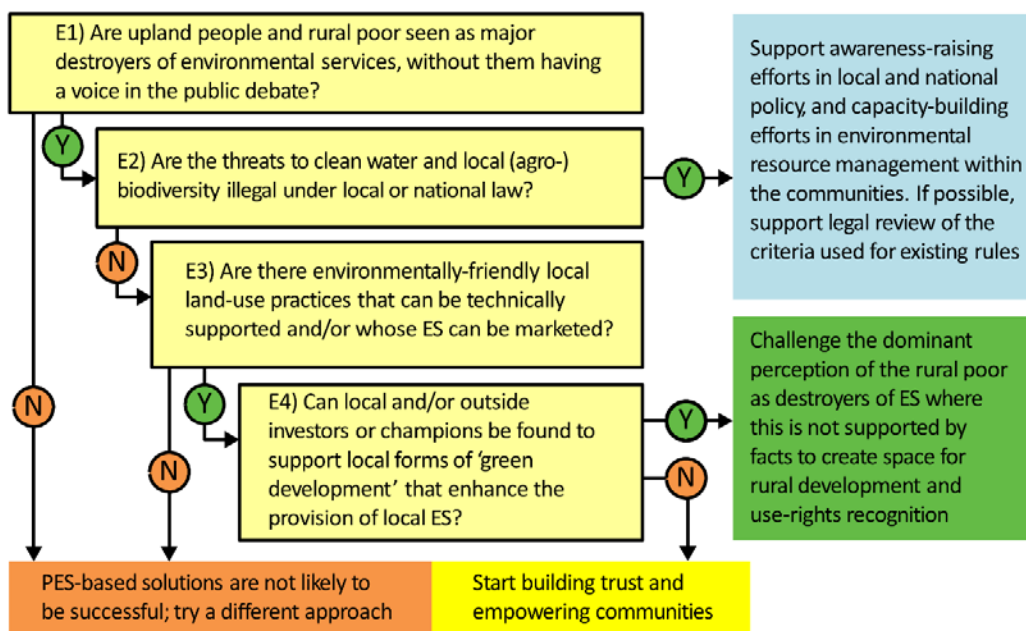 E1) Are upland people and rural poor seen as major
destroyers of environmental services, without them having
a voice in the public debate?
Y
E2) Are the threats to clean water and local (agro-)
biodiversity illegal under local or national law?
Y
Support awareness-raising
efforts in local and national
policy, and capacity-building
efforts in environmental
resource management within
the communities. If possible,
support legal review of the
criteria used for existing rules
N
E3) Are there environmentally-friendly local
land-use practices that can be technically
supported and/or whose ES can be marketed?
N
Y
N
E4) Can local and/or outside
investors or champions be found to
support local forms of ‘green
development’ that enhance the
provision of local ES?
Y
N
Challenge the dominant
perception of the rural poor
as destroyers of ES where
this is not supported by
facts to create space for
rural development and
use-rights recognition
PES-based solutions are not likely to
be successful; try a different approach
Start building trust and
empowering communities